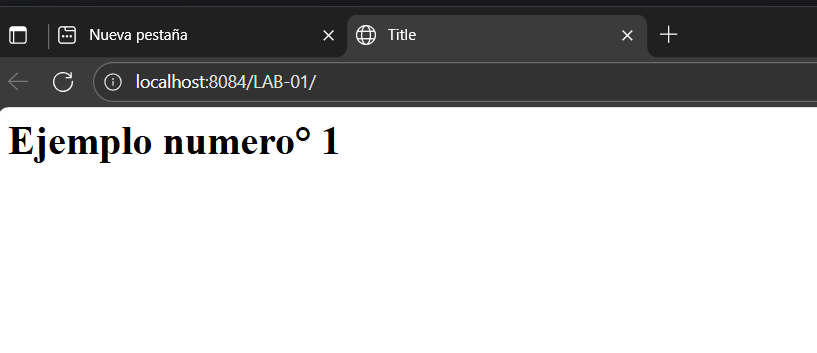 Nueva pestaña
Title
localhost:8084/LAB-01/
Ejemplo numero° 1